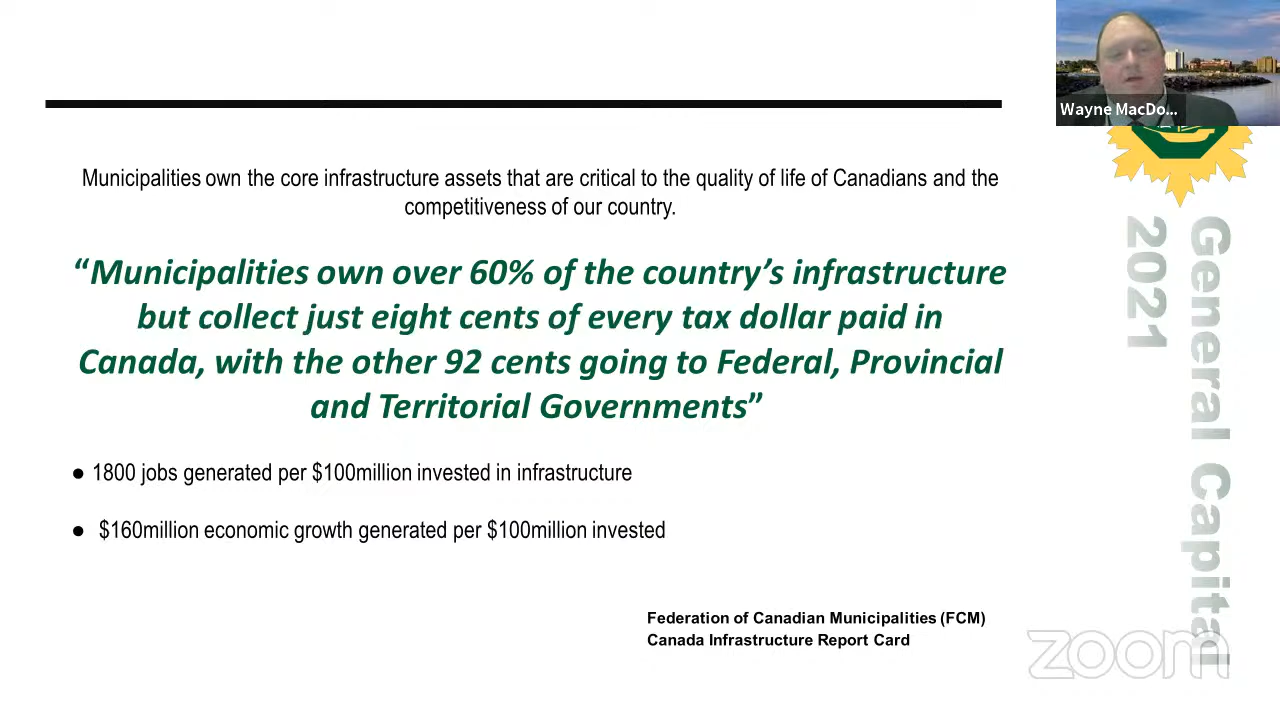 Wayne MacDo...
Municipalities own the core infrastructure assets that are critical to the quality of life of Canadians and the
competitiveness of our country.
“Municipalities own over 60% of the country’s infrastructure
but collect just eight cents of every tax dollar paid in
Canada, with the other 92 cents going to Federal, Provincial
and Territorial Governments”
● 1800 jobs generated per $100million invested in infrastructure
● $160million economic growth generated per $100million invested
Federation of Canadian Municipalities (FCM)
Canada Infrastructure Report Card
General Capital
2021
zoom